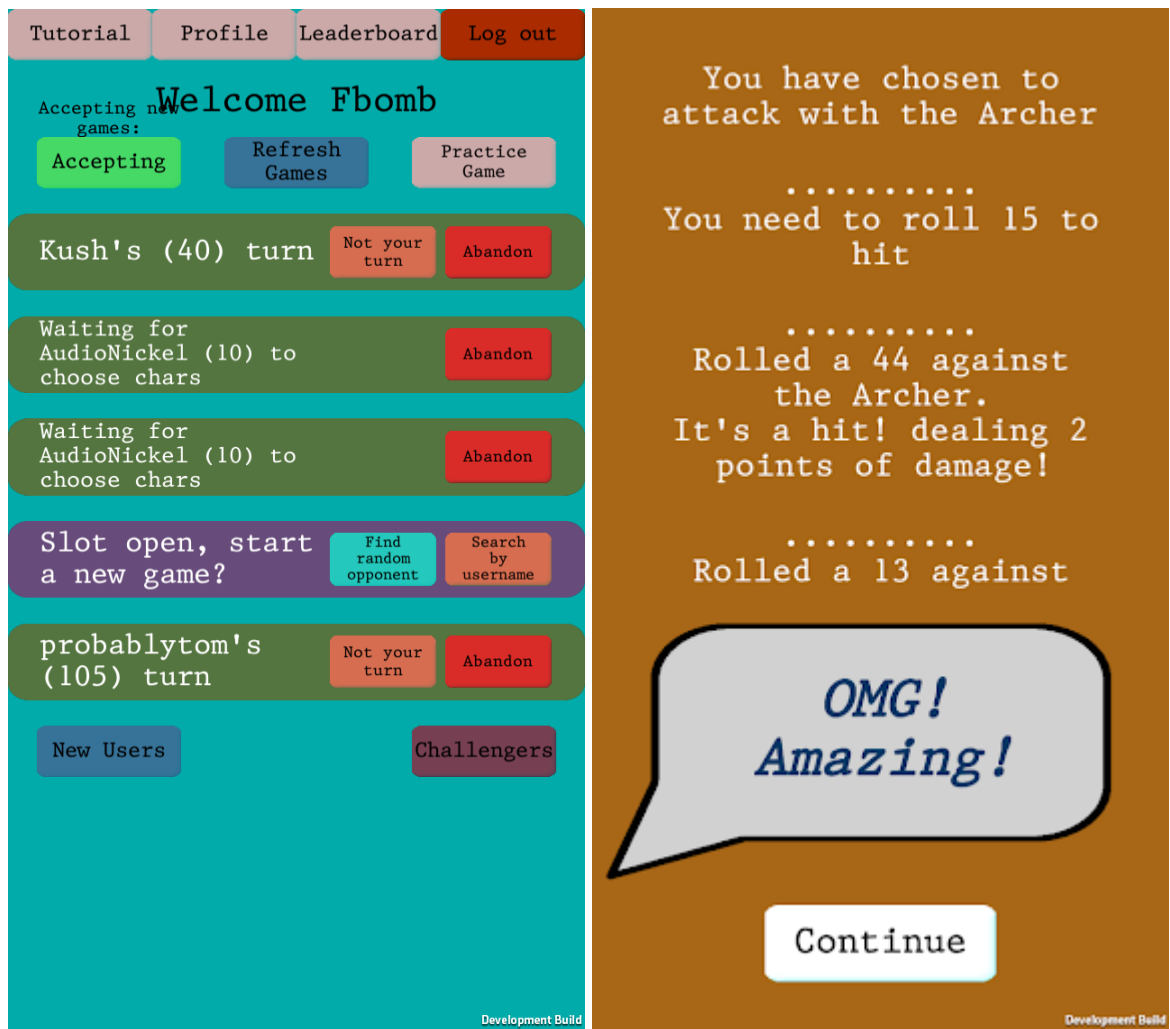 Tutorial
Profile
Leaderboard
Log out
Welcome Fbomb
Accepting new
games:
Accepting
Refresh
Games
Practice
Game
Kush's (40) turn
Not your
turn
Abandon
Waiting for
AudioNickel (10) to
choose chars
Abandon
Waiting for
AudioNickel (10) to
choose chars
Abandon
Slot open, start
a new game?
Find
random
opponent
Search
by
username
probablytom's
(105) turn
Not your
turn
Abandon
New Users
Challengers
Development Build
You have chosen to
attack with the Archer
..........
You need to roll 15 to
hit
..........
Rolled a 44 against
the Archer.
It's a hit! dealing 2
points of damage!
..........
Rolled a 13 against
OMG!
Amazing!
Continue
Development Build